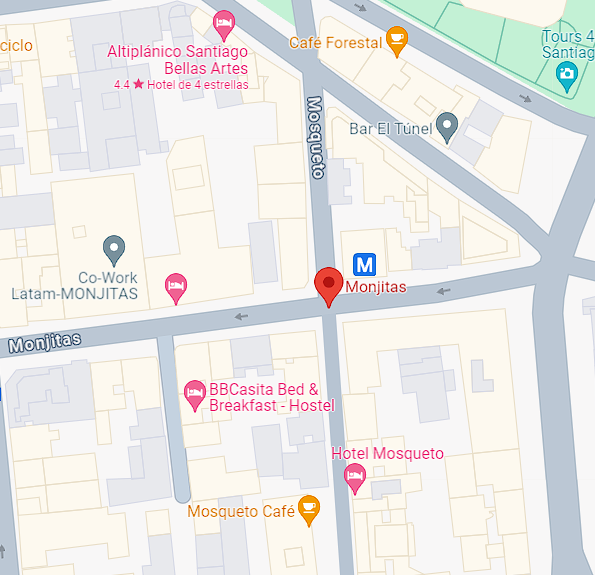 ciclo
Altiplánico Santiago
Bellas Artes
4.4 ★ Hotel de 4 estrellas
Café Forestal
Tours 4
Santiag
Bar El Túnel
Mosqueto
Co-Work
Latam-MONJITAS
M
Monjitas
Monjitas
BBCasita Bed &
Breakfast - Hostel
Hotel Mosqueto
Mosqueto Café